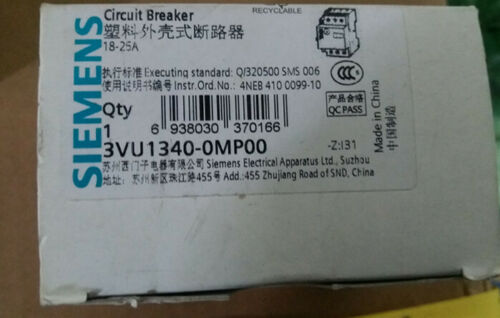 SIEMENS
Circuit Breaker
RECYCLABLE
塑料外壳式断路器
18-25A
执行标准 Executing standard: Q/320500 SMS 006
使用说明书编号 Instr.Ord. No.: 4NEB 410 0099-10
CCC
产品合格
QC PASS
Qty
1
6 938030 370166
3VU1340-0MP00
-Z:I31
Made in China
中国制造
苏州西门子电器有限公司 Siemens Electrical Apparatus Ltd., Suzhou
地址: 苏州新区珠江路455号 Add.:455 Zhujiang Road of SND, China